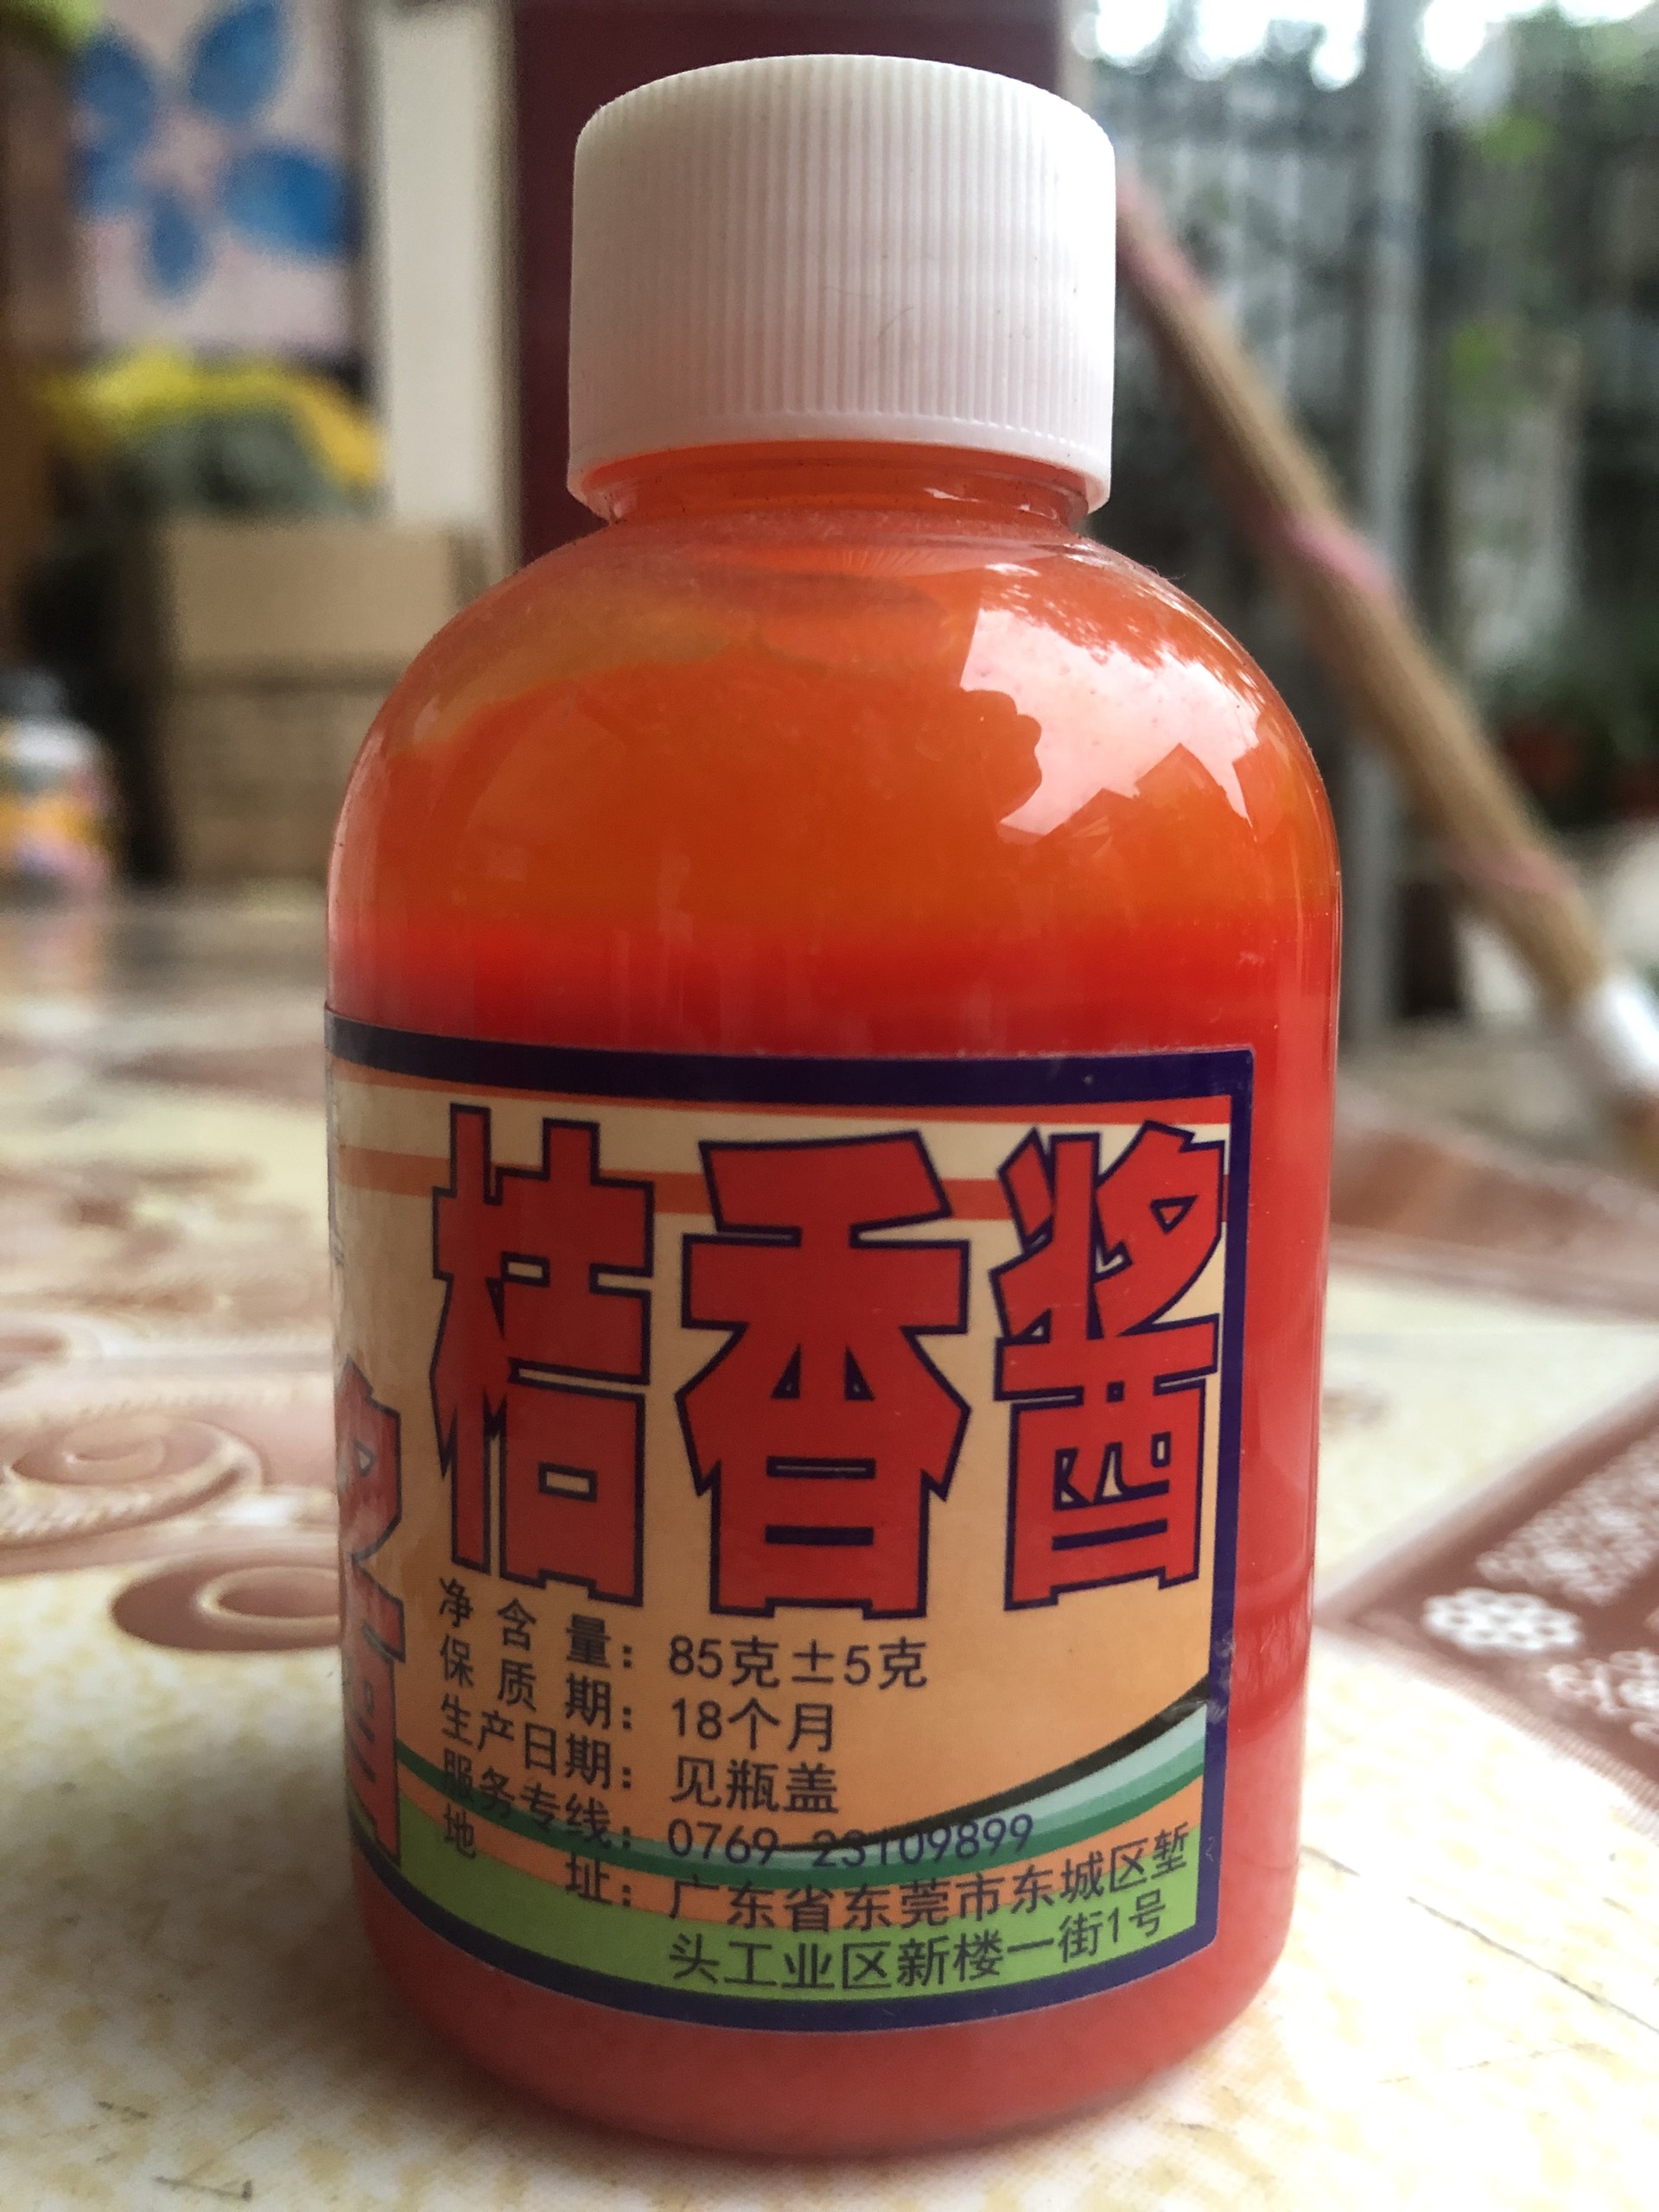 桔香酱
酱
净含量：85克±5克
保质期：18个月
生产日期：见瓶盖
服务专线：0769-23109899
地址：广东省东莞市东城区堑
头工业区新楼一街1号